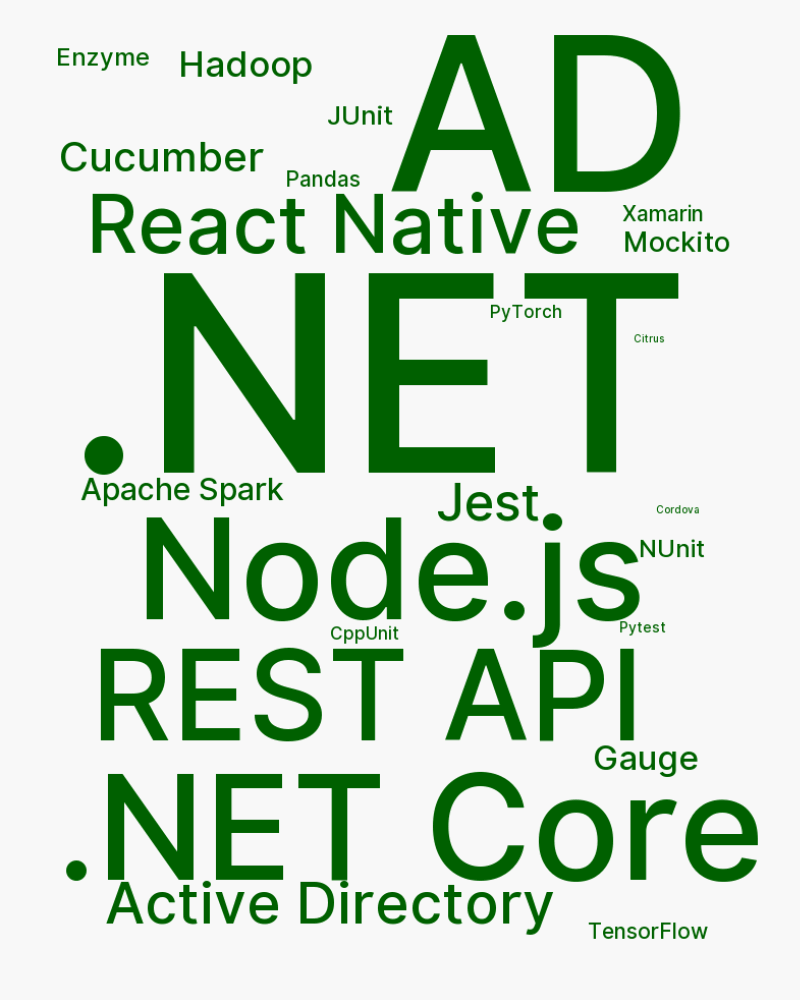 Enzyme
Hadoop
AD
JUnit
Cucumber
Pandas
React Native
Xamarin
Mockito
.NET
PyTorch
Citrus
Apache Spark
Jest
Cordova
Node.js
NUnit
CppUnit
Pytest
REST API
Gauge
.NET Core
Active Directory
TensorFlow